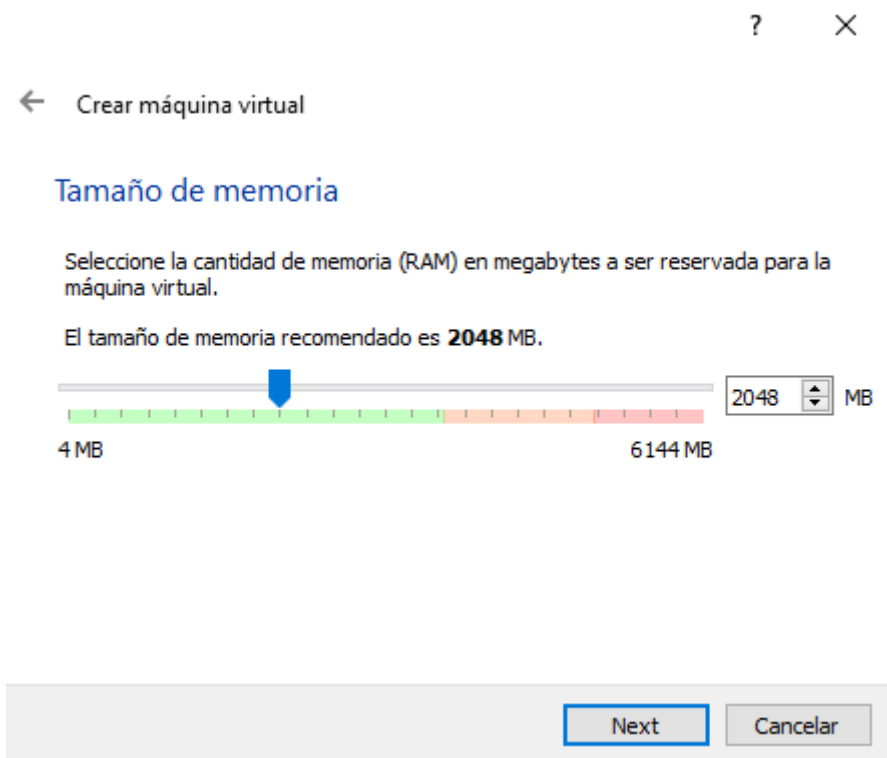 ?
Crear máquina virtual
Tamaño de memoria
Seleccione la cantidad de memoria (RAM) en megabytes a ser reservada para la
máquina virtual.
El tamaño de memoria recomendado es 2048 MB.
2048 MB
4 MB 6144 MB
Next Cancelar